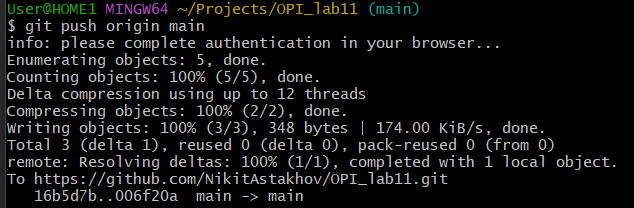 User@HOME1 MINGW64 ~/Projects/OPI_lab11 (main)
$ git push origin main
info: please complete authentication in your browser...
Enumerating objects: 5, done.
Counting objects: 100% (5/5), done.
Delta compression using up to 12 threads
Compressing objects: 100% (2/2), done.
Writing objects: 100% (3/3), 348 bytes | 174.00 KiB/s, done.
Total 3 (delta 1), reused 0 (delta 0), pack-reused 0 (from 0)
remote: Resolving deltas: 100% (1/1), completed with 1 local object.
To https://github.com/NikitAstakhov/OPI_lab11.git
   16b5d7b..006f20a  main -> main